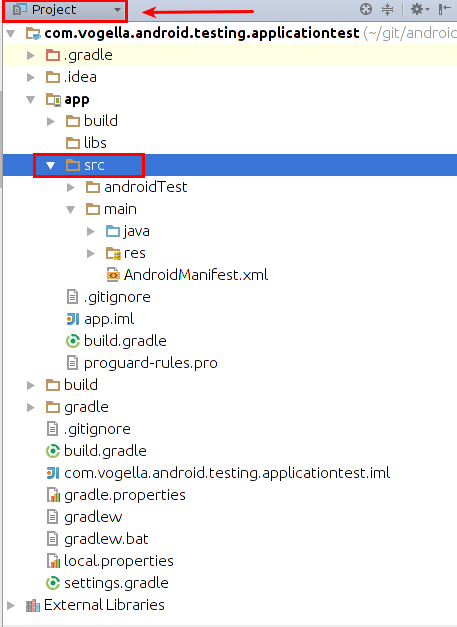 Project
com.vogella.android.testing.applicationtest (~/git/android
.gradle
.idea
app
build
libs
src
androidTest
main
java
res
AndroidManifest.xml
.gitignore
app.iml
build.gradle
proguard-rules.pro
build
gradle
.gitignore
build.gradle
com.vogella.android.testing.applicationtest.iml
gradle.properties
gradlew
gradlew.bat
local.properties
settings.gradle
External Libraries